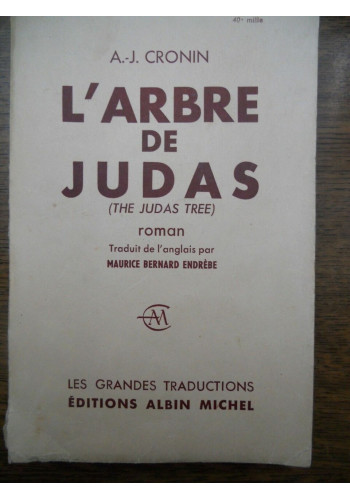 40e mille
A.-J. CRONIN
L'ARBRE
DE
JUDAS
(THE JUDAS TREE)
roman
Traduit de l'anglais par
MAURICE BERNARD ENDRÈBE
AM
LES GRANDES TRADUCTIONS
ÉDITIONS ALBIN MICHEL